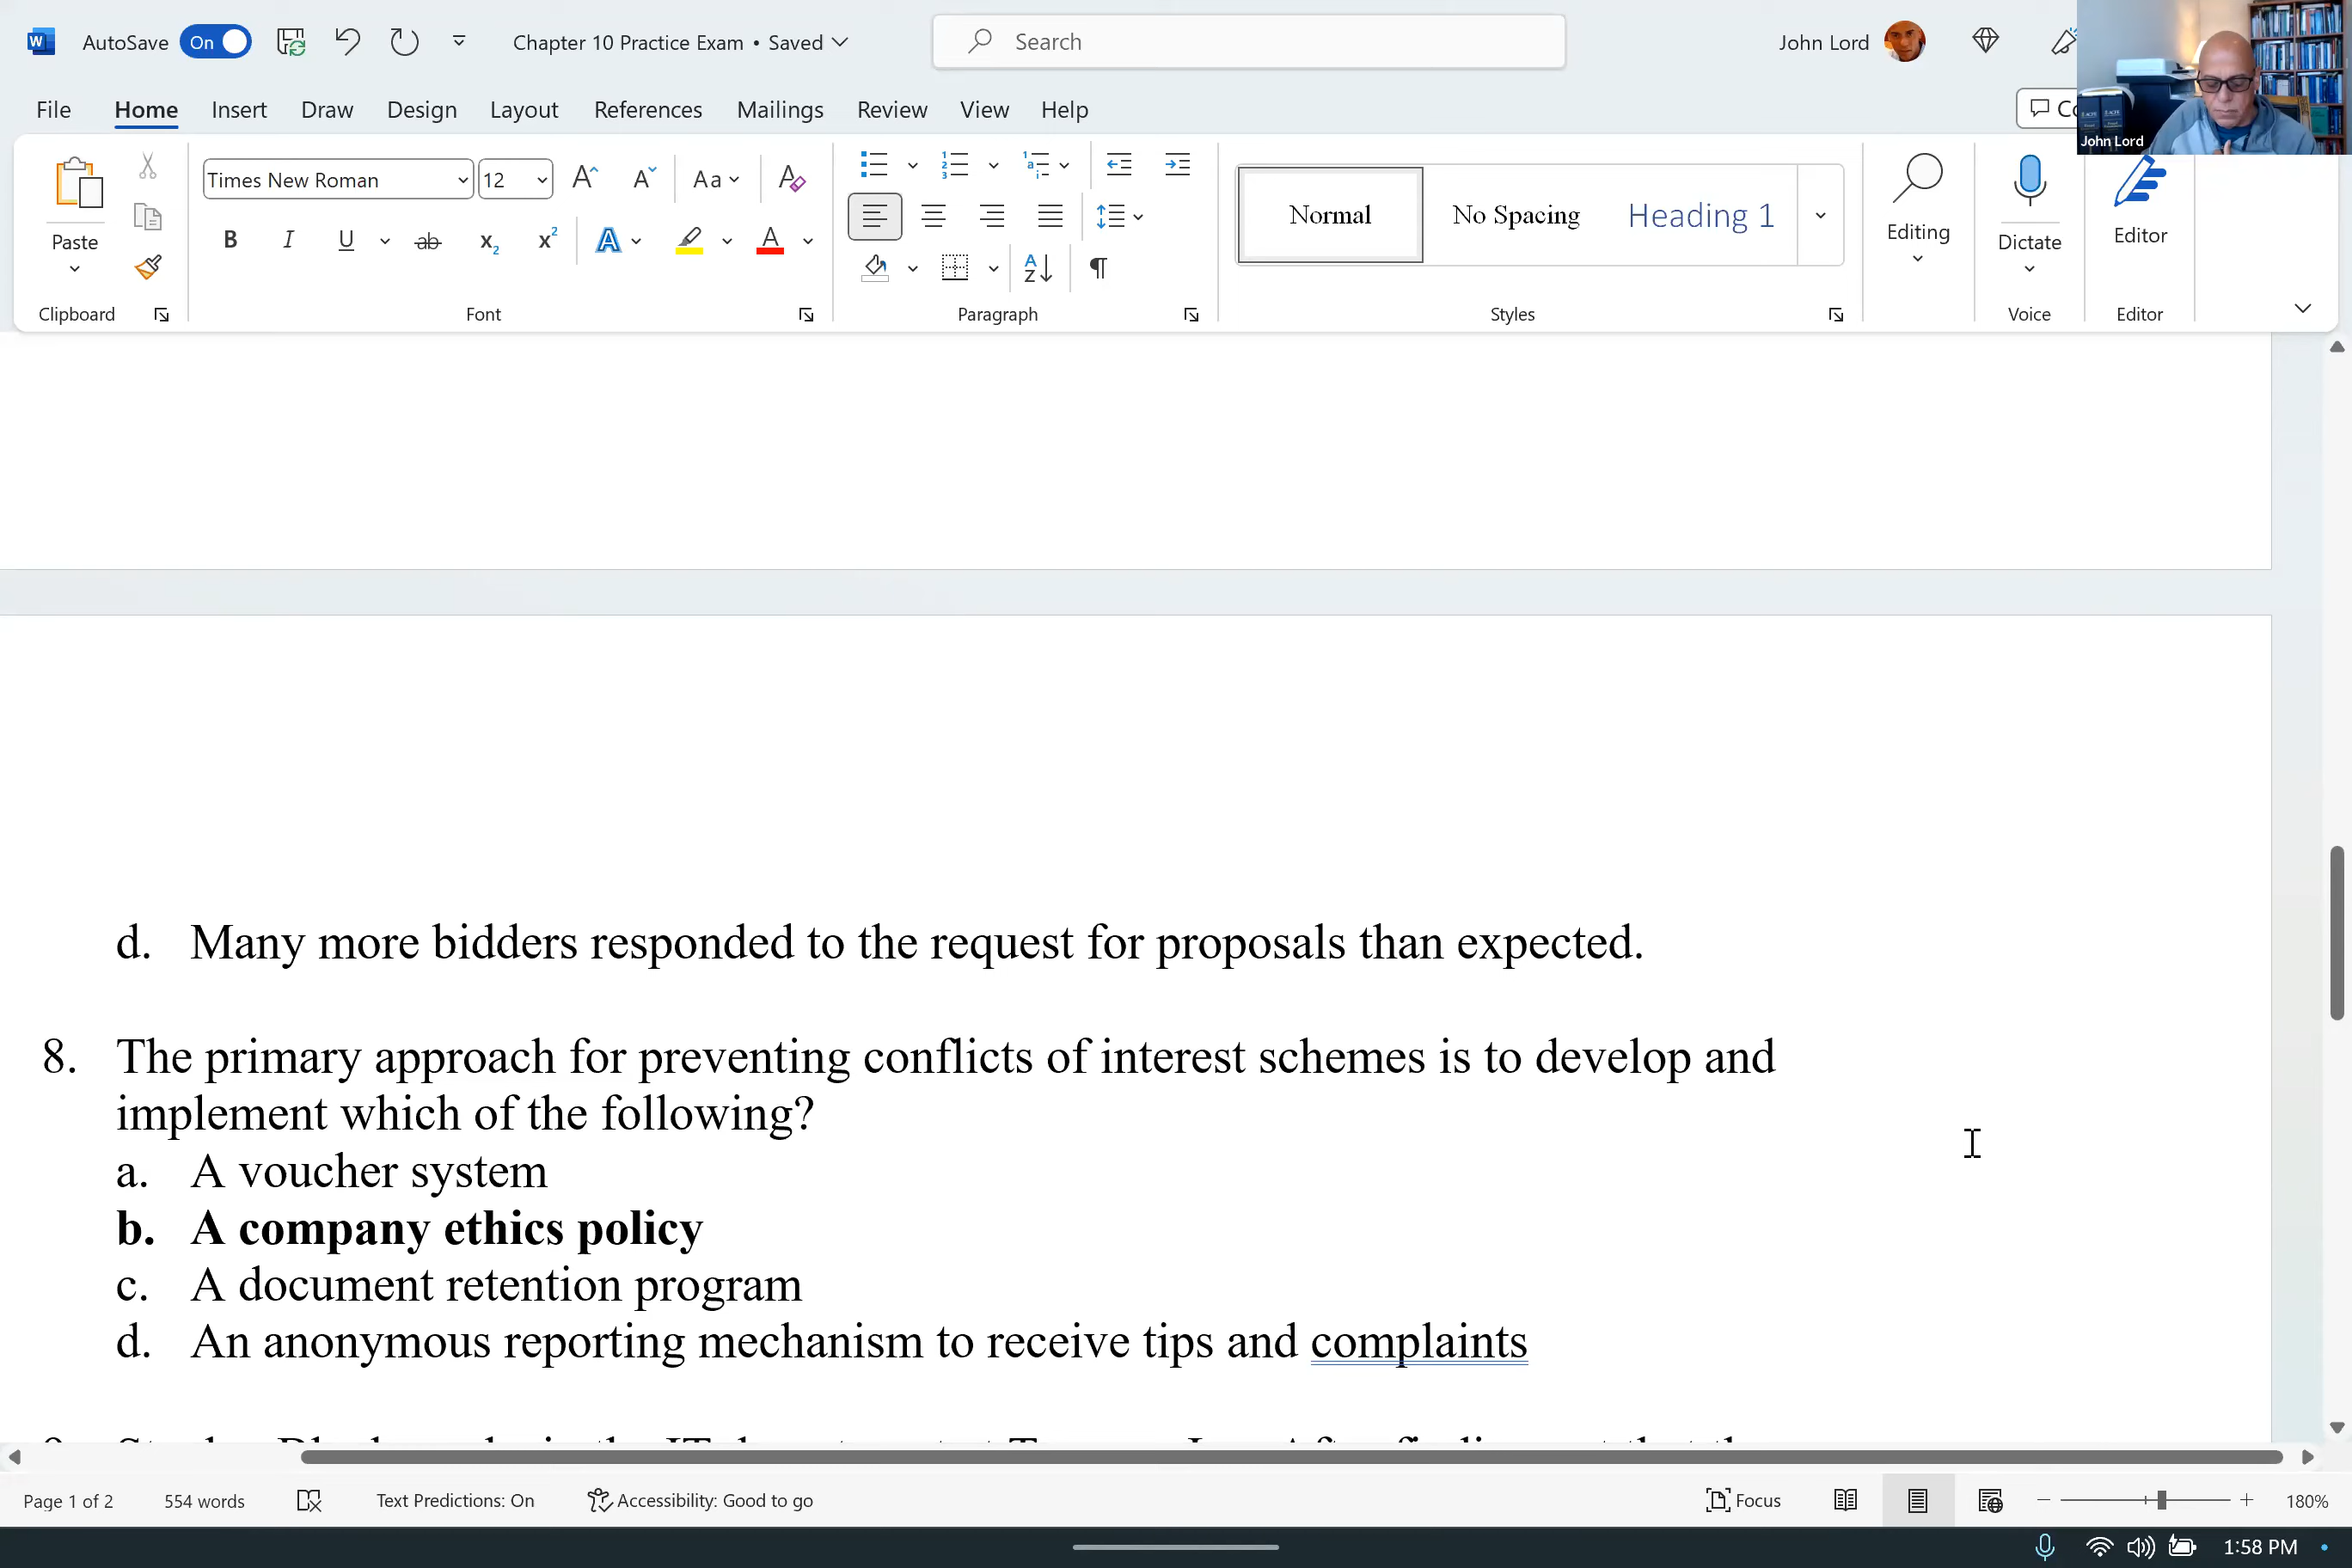 AutoSave On Chapter 10 Practice Exam • Saved Search John Lord
File Home Insert Draw Design Layout References Mailings Review View Help
John Lord
Times New Roman 12 Aa
Paste B I U ab x₂ x² A A Normal No Spacing Heading 1 Editing Dictate Editor
Clipboard Font Paragraph Styles Voice Editor
d. Many more bidders responded to the request for proposals than expected.
8. The primary approach for preventing conflicts of interest schemes is to develop and
implement which of the following?
a. A voucher system
b. A company ethics policy
c. A document retention program
d. An anonymous reporting mechanism to receive tips and complaints
Page 1 of 2 554 words Text Predictions: On Accessibility: Good to go Focus 180%
1:58 PM